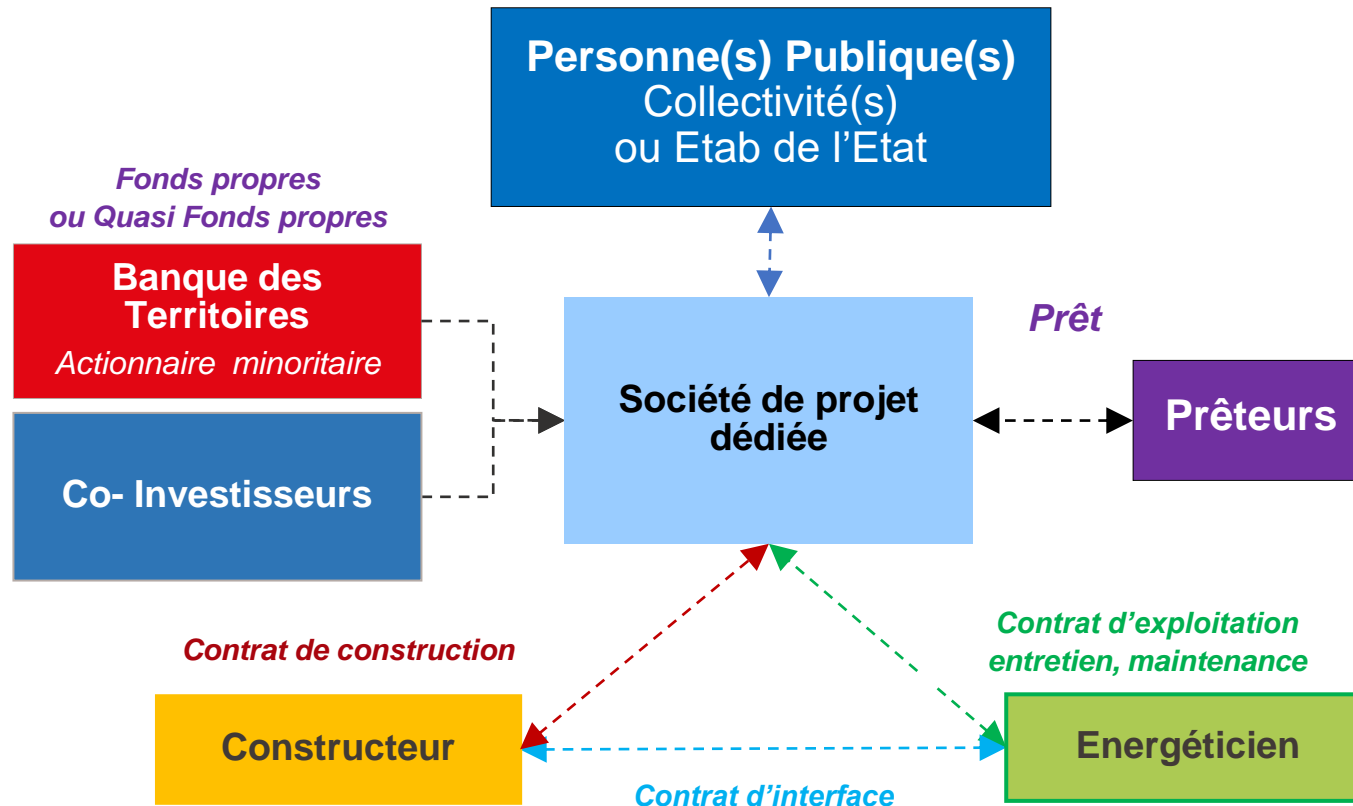 Personne(s) Publique(s)
Collectivité(s)
ou Etab de l’Etat
Fonds propres
ou Quasi Fonds propres
Banque des
Territoires
Actionnaire minoritaire
Co- Investisseurs
Société de projet
dédiée
Prêt
Prêteurs
Contrat de construction
Contrat d’exploitation
entretien, maintenance
Constructeur
Energéticien
Contrat d’interface